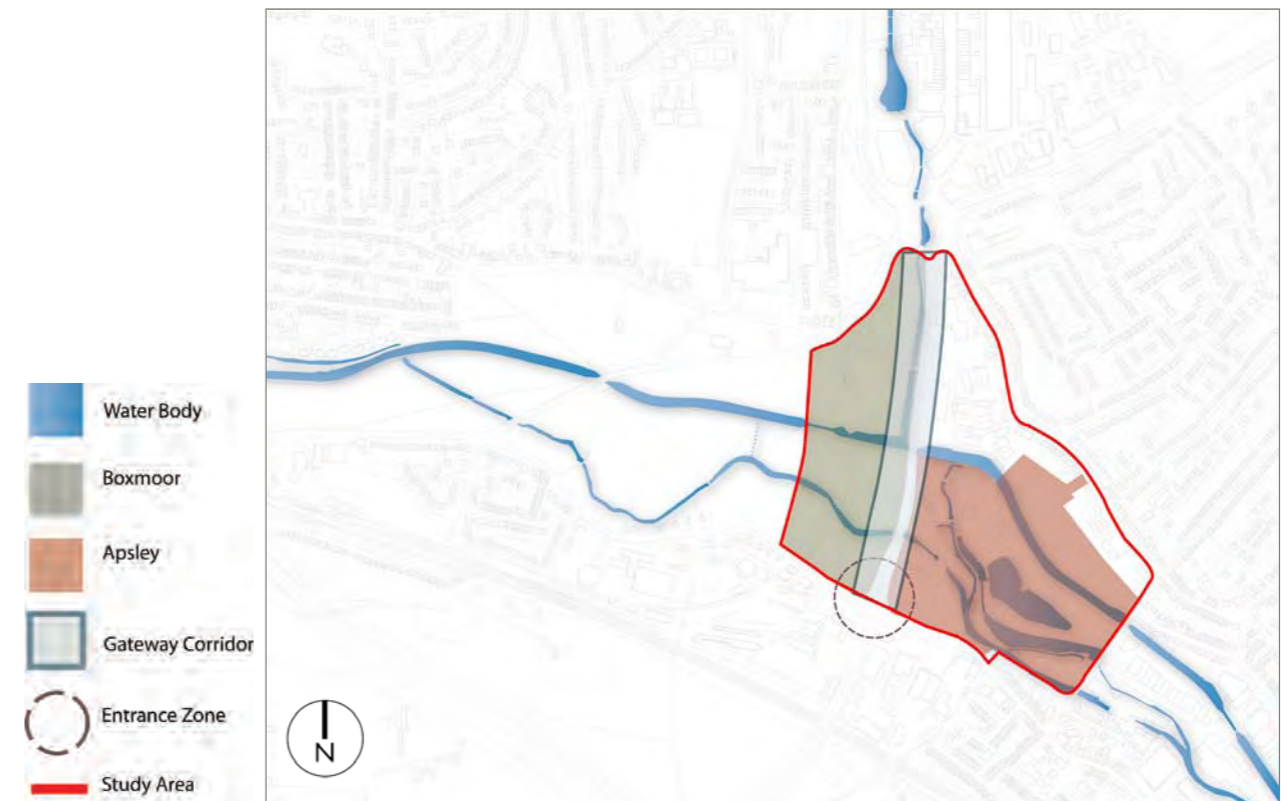 Water Body
Boxmoor
Apsley
Gateway Corridor
Entrance Zone
Study Area
N